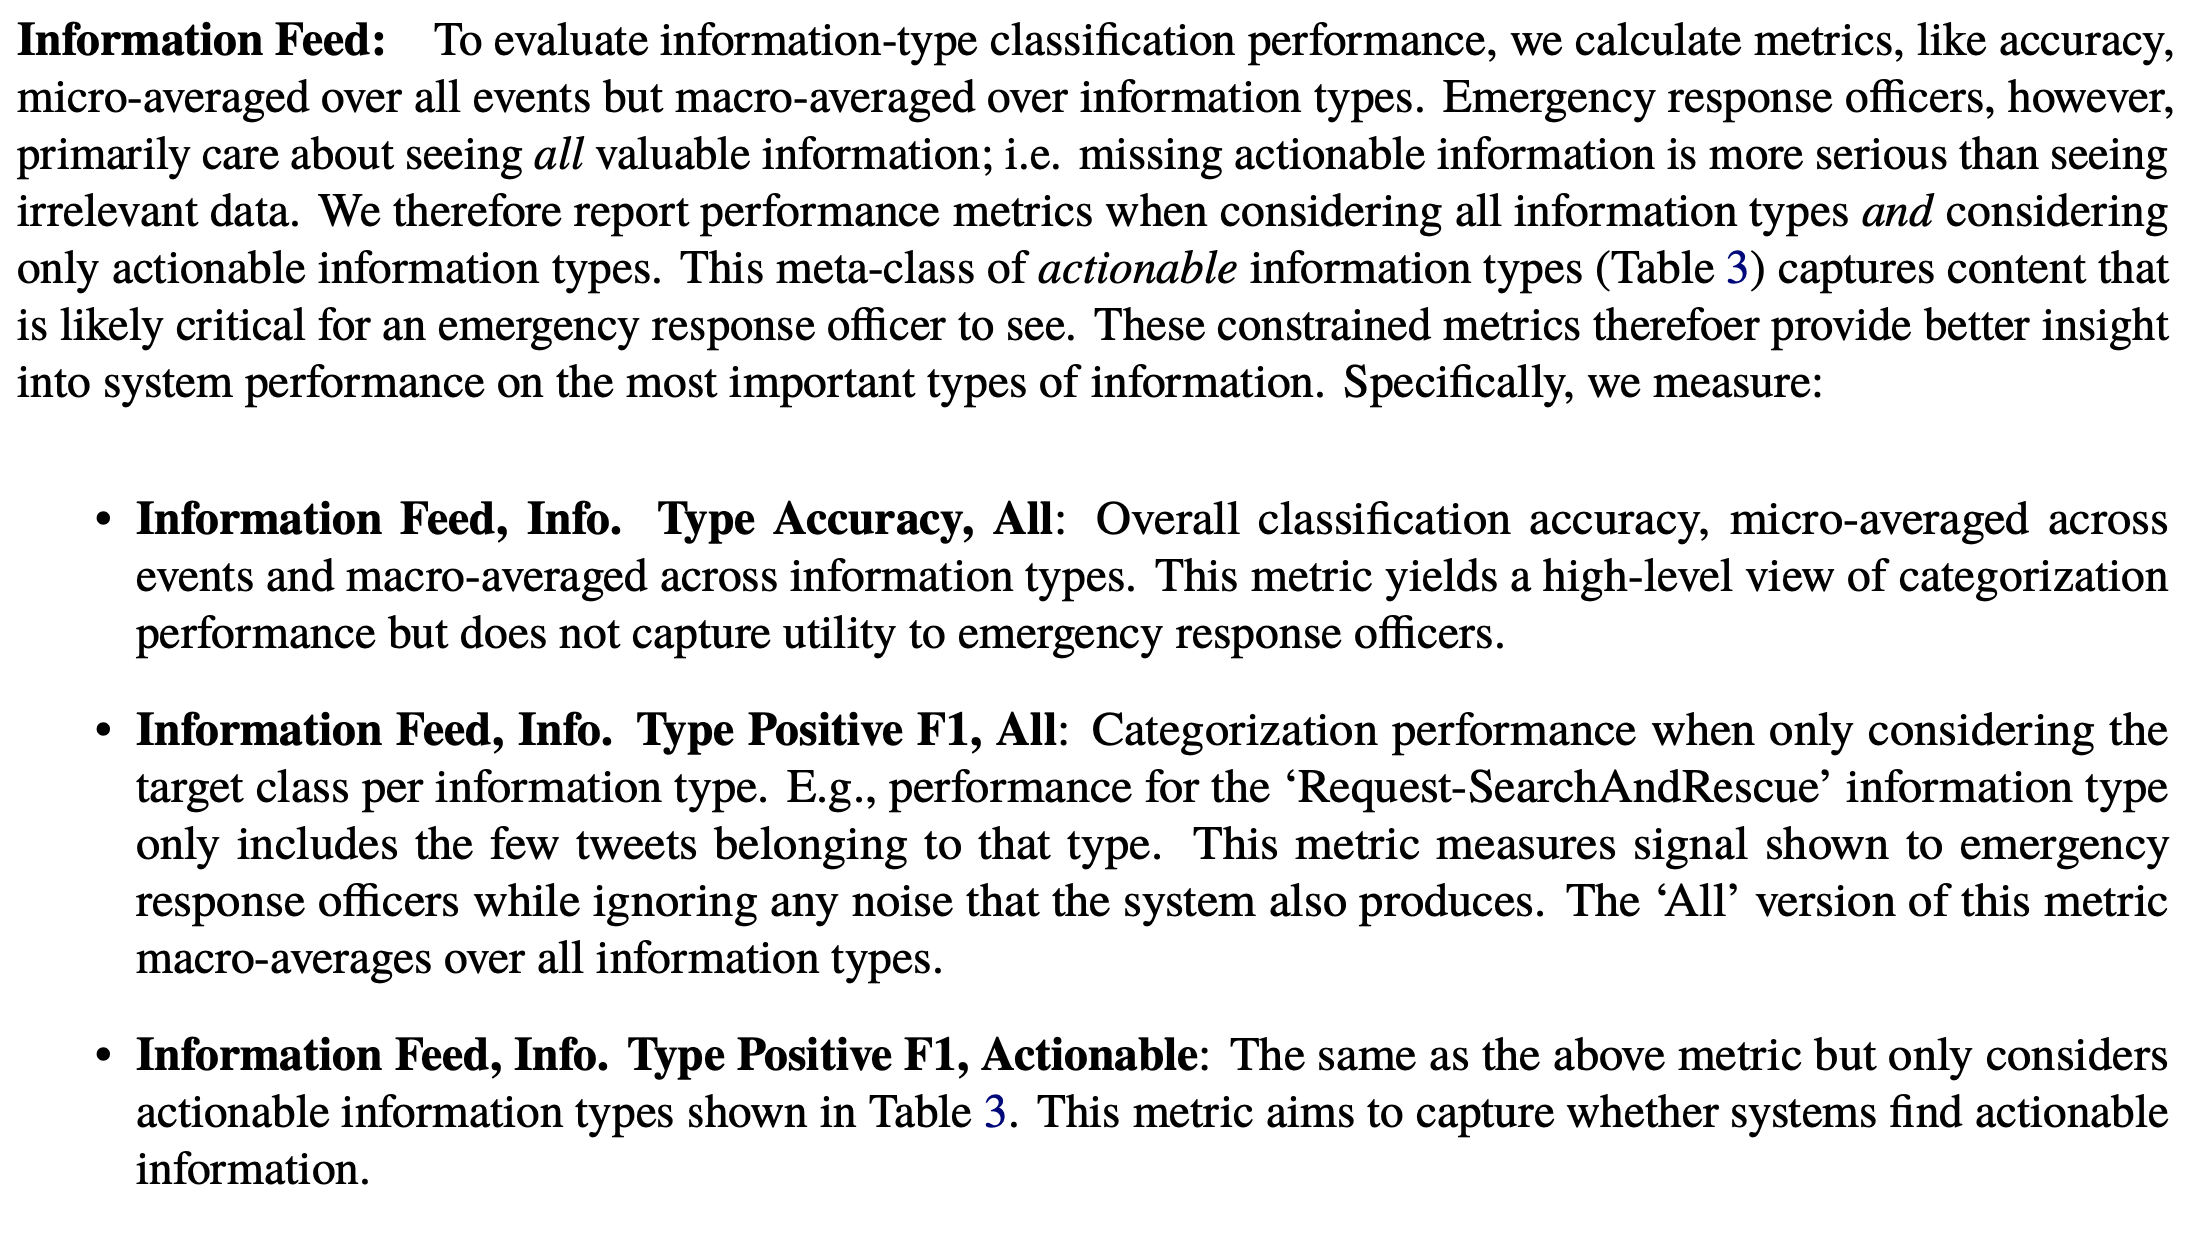 Information Feed: To evaluate information-type classification performance, we calculate metrics, like accuracy,
micro-averaged over all events but macro-averaged over information types. Emergency response officers, however,
primarily care about seeing all valuable information; i.e. missing actionable information is more serious than seeing
irrelevant data. We therefore report performance metrics when considering all information types and considering
only actionable information types. This meta-class of actionable information types (Table 3) captures content that
is likely critical for an emergency response officer to see. These constrained metrics therefoer provide better insight
into system performance on the most important types of information. Specifically, we measure:
• Information Feed, Info. Type Accuracy, All: Overall classification accuracy, micro-averaged across
events and macro-averaged across information types. This metric yields a high-level view of categorization
performance but does not capture utility to emergency response officers.
• Information Feed, Info. Type Positive F1, All: Categorization performance when only considering the
target class per information type. E.g., performance for the ‘Request-SearchAndRescue’ information type
only includes the few tweets belonging to that type. This metric measures signal shown to emergency
response officers while ignoring any noise that the system also produces. The ‘All’ version of this metric
macro-averages over all information types.
• Information Feed, Info. Type Positive F1, Actionable: The same as the above metric but only considers
actionable information types shown in Table 3. This metric aims to capture whether systems find actionable
information.